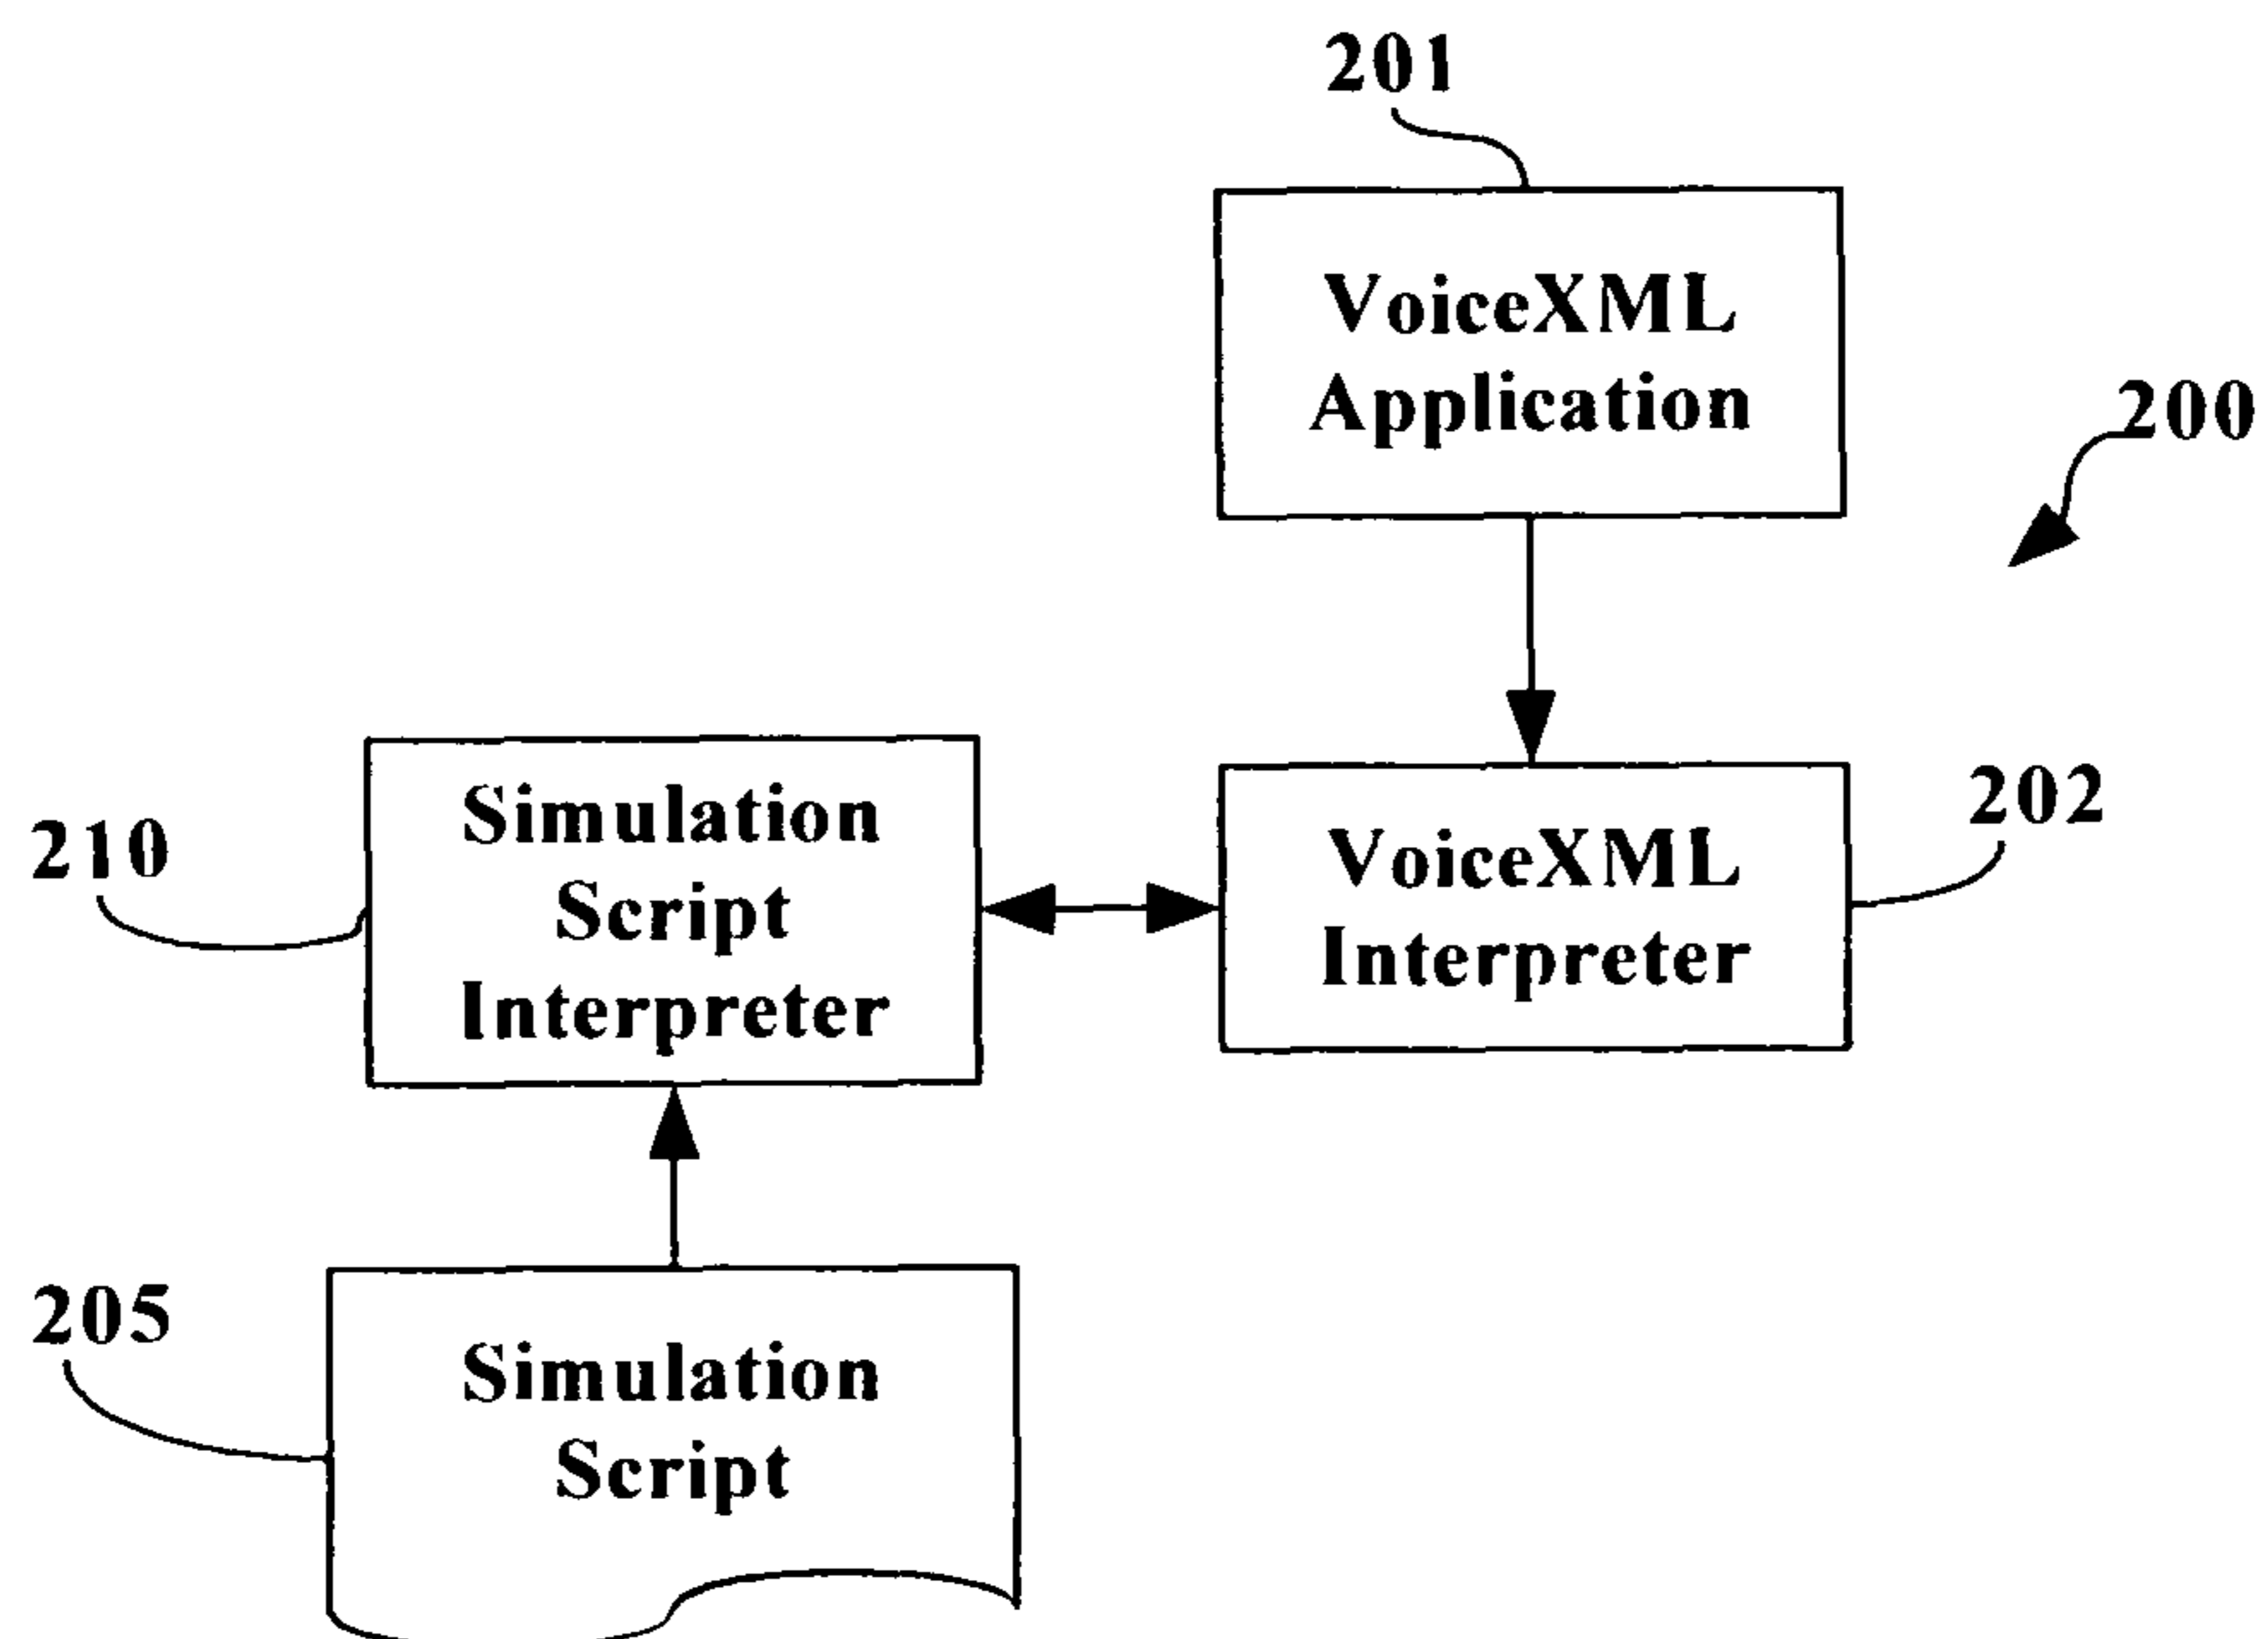 201
VoiceXML
Application
200
Simulation
Script
Interpreter
210
VoiceXML
Interpreter
202
205
Simulation
Script